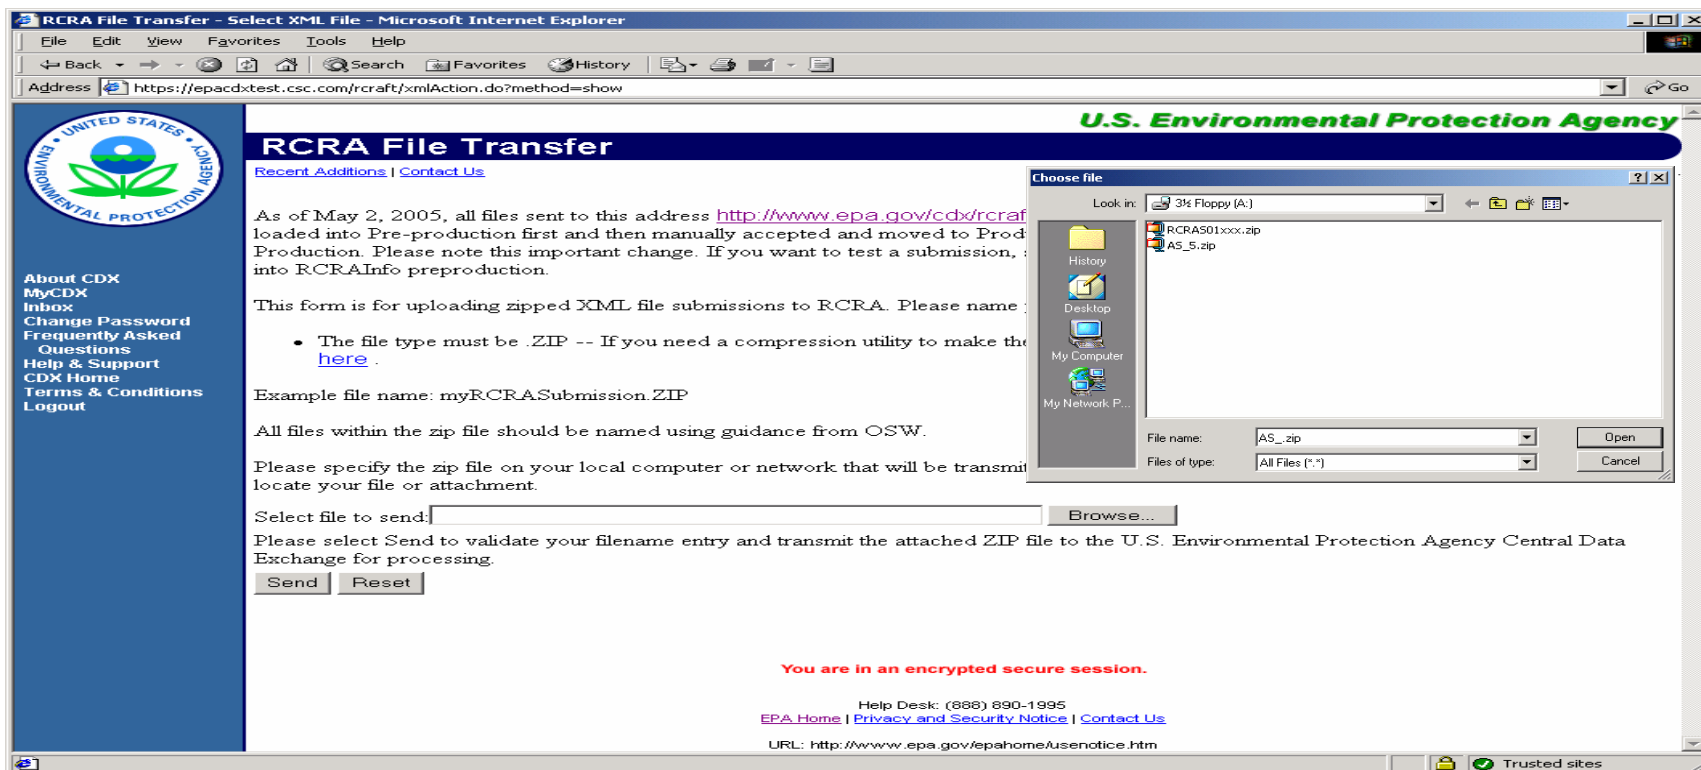 RCRA File Transfer - Select XML File - Microsoft Internet Explorer
File Edit View Favorites Tools Help
Back Search Favorites History
Address https://epacdxtest.csc.com/rcraft/xmlAction.do?method=show Go
UNITED STATES ENVIRONMENTAL PROTECTION AGENCY
About CDX
MyCDX
Inbox
Change Password
Frequently Asked
Questions
Help & Support
CDX Home
Terms & Conditions
Logout
U.S. Environmental Protection Agency
RCRA File Transfer
Recent Additions | Contact Us
As of May 2, 2005, all files sent to this address http://www.epa.gov/cdx/rcraf
loaded into Pre-production first and then manually accepted and moved to Prod
Production. Please note this important change. If you want to test a submission,
into RCRAInfo preproduction.
This form is for uploading zipped XML file submissions to RCRA. Please name
• The file type must be .ZIP -- If you need a compression utility to make the
here .
Example file name: myRCRASubmission.ZIP
All files within the zip file should be named using guidance from OSW.
Please specify the zip file on your local computer or network that will be transmit
locate your file or attachment.
Select file to send: Browse...
Please select Send to validate your filename entry and transmit the attached ZIP file to the U.S. Environmental Protection Agency Central Data
Exchange for processing.
Send Reset
Choose file
Look in: 3½ Floppy (A:)
History
Desktop
My Computer
My Network P...
RCRAS01xxx.zip
AS_5.zip
File name: AS_.zip Open
Files of type: All Files (*.*) Cancel
You are in an encrypted secure session.
Help Desk: (888) 890-1995
EPA Home | Privacy and Security Notice | Contact Us
URL: http://www.epa.gov/epahome/usenotice.htm
Trusted sites